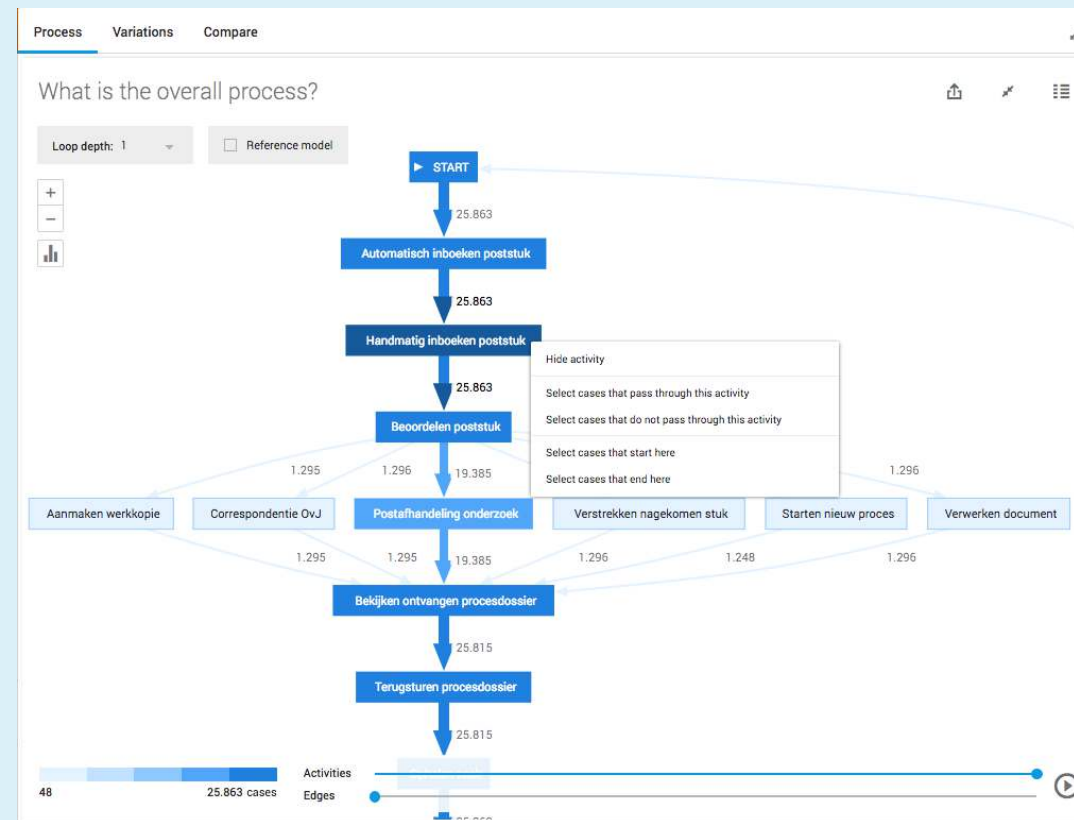 Process Variations Compare
What is the overall process?
Loop depth: 1
Reference model
START
25.863
Automatisch inboeken poststuk
25.863
Handmatig inboeken poststuk
Hide activity
25.863
Select cases that pass through this activity
Select cases that do not pass through this activity
Beoordelen poststuk
Select cases that start here
Select cases that end here
1.295 1.296 19.385 1.296
Aanmaken werkkopie Correspondentie OvJ Postafhandeling onderzoek Verstrekken nagekomen stuk Starten nieuw proces Verwerken document
1.295 1.295 19.385 1.296 1.248 1.296
Bekijken ontvangen procesdossier
25.815
Terugsturen procesdossier
25.815
Activities
48 25.863 cases
Edges